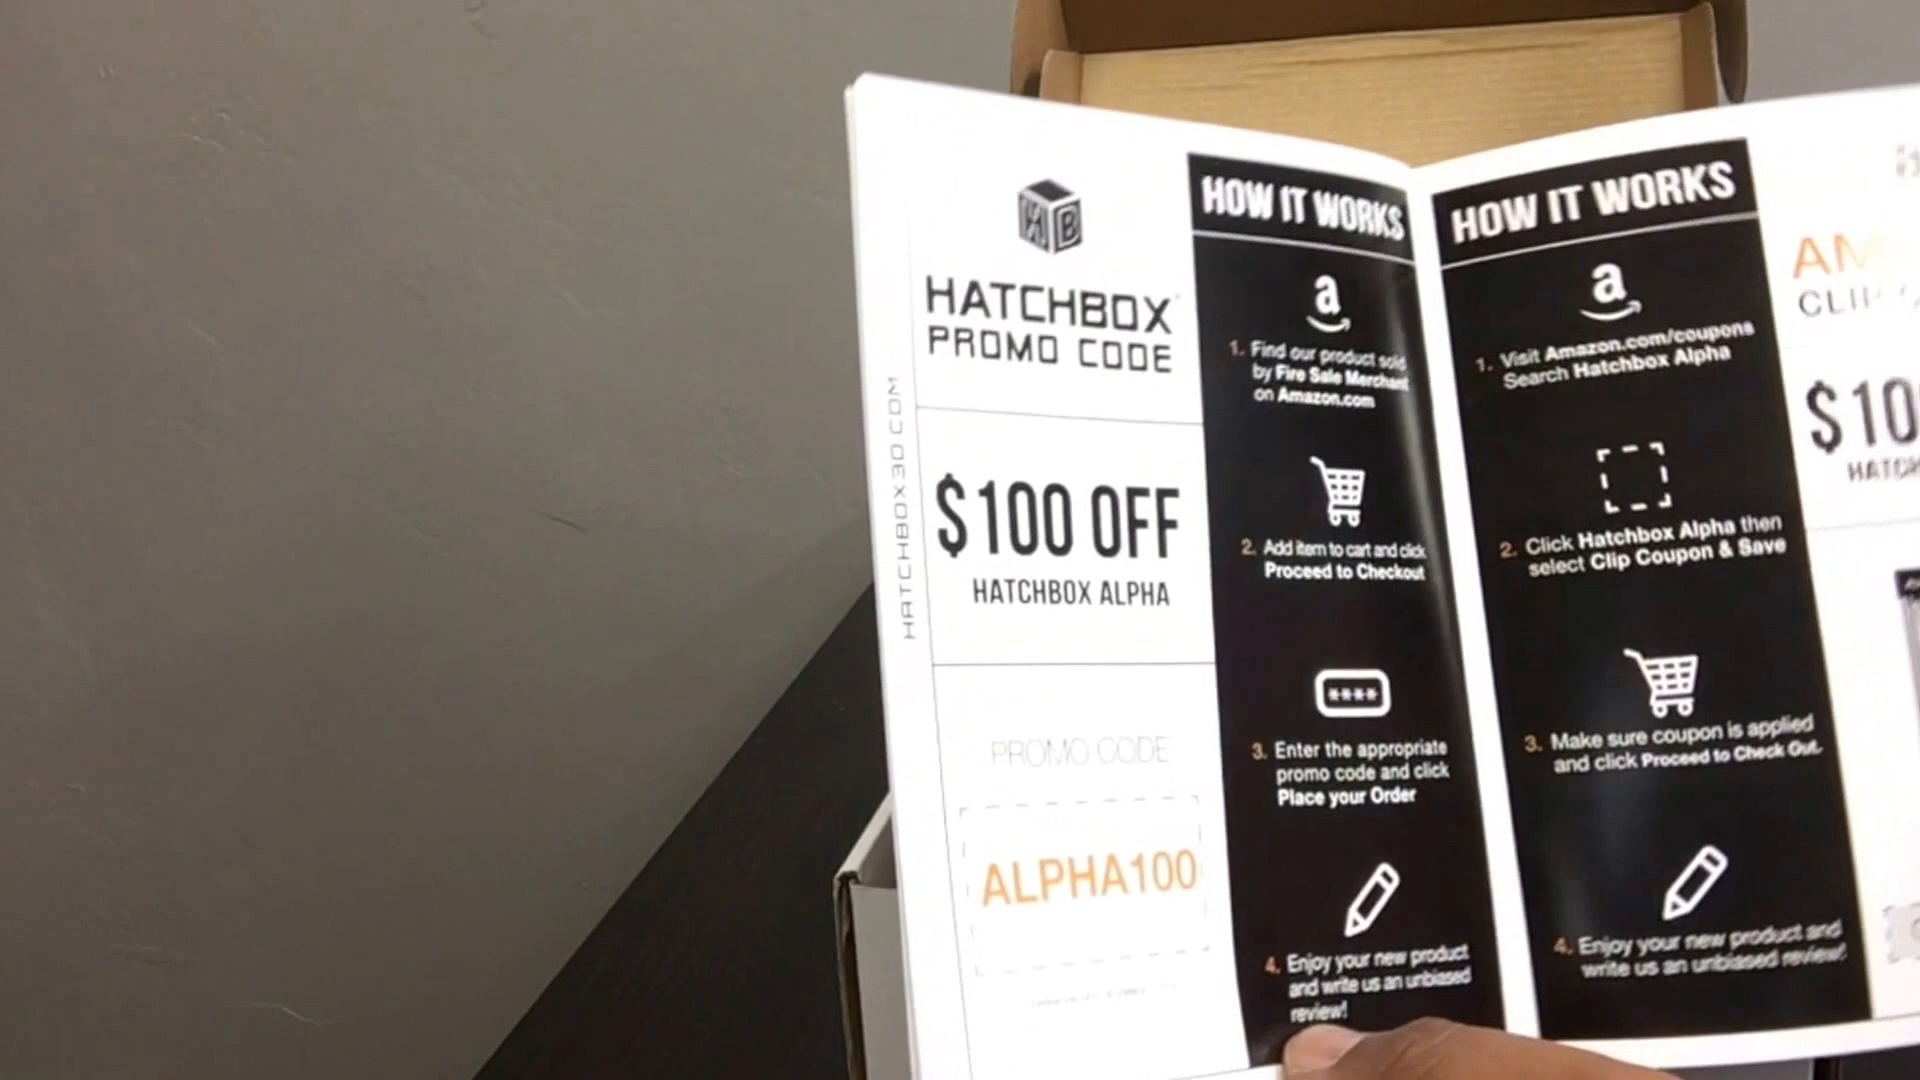 HB
HATCHBOX
PROMO CODE
HATCHBOX3D.COM
$100 OFF
HATCHBOX ALPHA
PROMO CODE
ALPHA100
HOW IT WORKS
a
1. Find our product sold
by Fire Sale Merchant
on Amazon.com
2. Add item to cart and click
Proceed to Checkout
****
3. Enter the appropriate
promo code and click
Place your Order
4. Enjoy your new product
and write us an unbiased
review!
HOW IT WORKS
a
1. Visit Amazon.com/coupons
Search Hatchbox Alpha
2. Click Hatchbox Alpha then
select Clip Coupon & Save
3. Make sure coupon is applied
and click Proceed to Check Out.
4. Enjoy your new product and
write us an unbiased review!
AM
CLIP
$10
HATCH